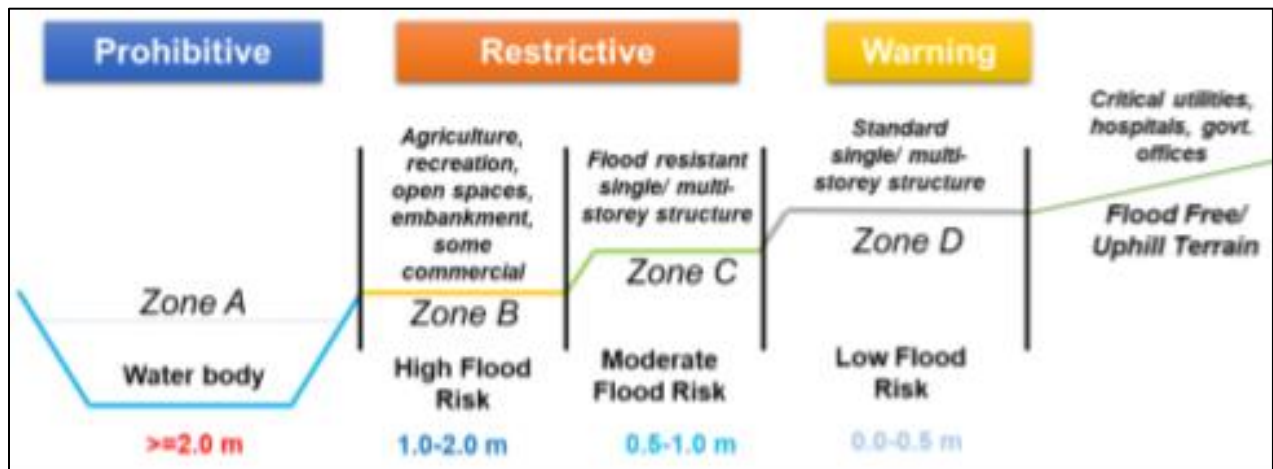 Prohibitive
Restrictive
Warning
Agriculture,
recreation,
open spaces,
embankment,
some
commercial
Flood resistant
single/ multi-
storey structure
Standard
single/ multi-
storey structure
Critical utilities,
hospitals, govt.
offices
Zone A
Zone B
Zone C
Zone D
Flood Free/
Uphill Terrain
Water body
High Flood
Risk
Moderate
Flood Risk
Low Flood
Risk
>=2.0 m
1.0-2.0 m
0.5-1.0 m
0.0-0.5 m